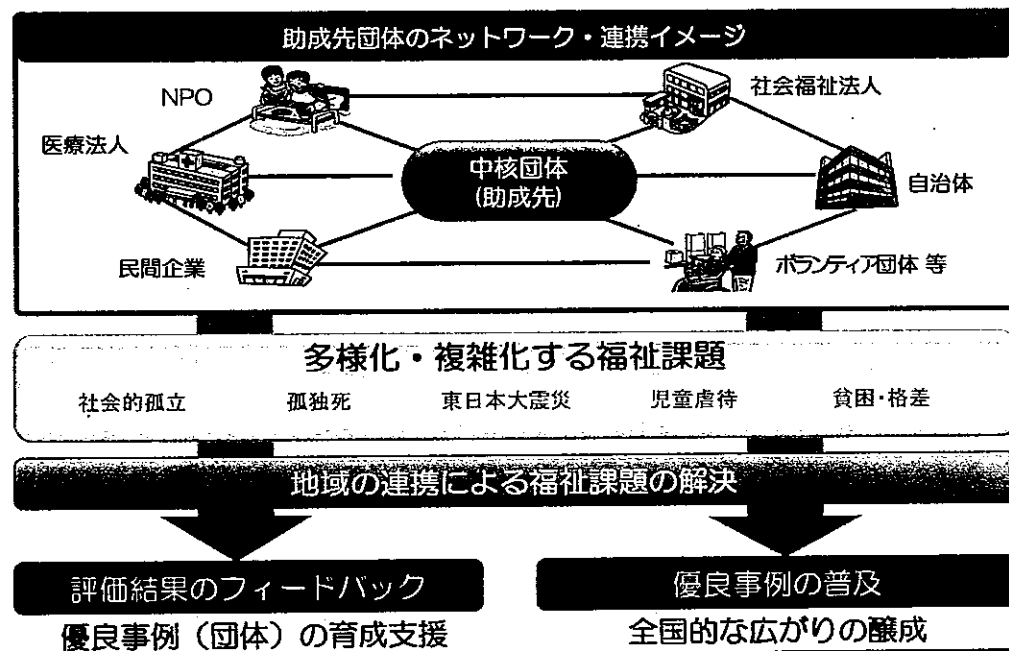 助成先団体のネットワーク・連携イメージ
NPO
社会福祉法人
医療法人
中核団体
(助成先)
自治体
民間企業
ボランティア団体 等
多様化・複雑化する福祉課題
社会的孤立 孤独死 東日本大震災 児童虐待 貧困・格差
地域の連携による福祉課題の解決
評価結果のフィードバック
優良事例の普及
優良事例（団体）の育成支援
全国的な広がりの醸成